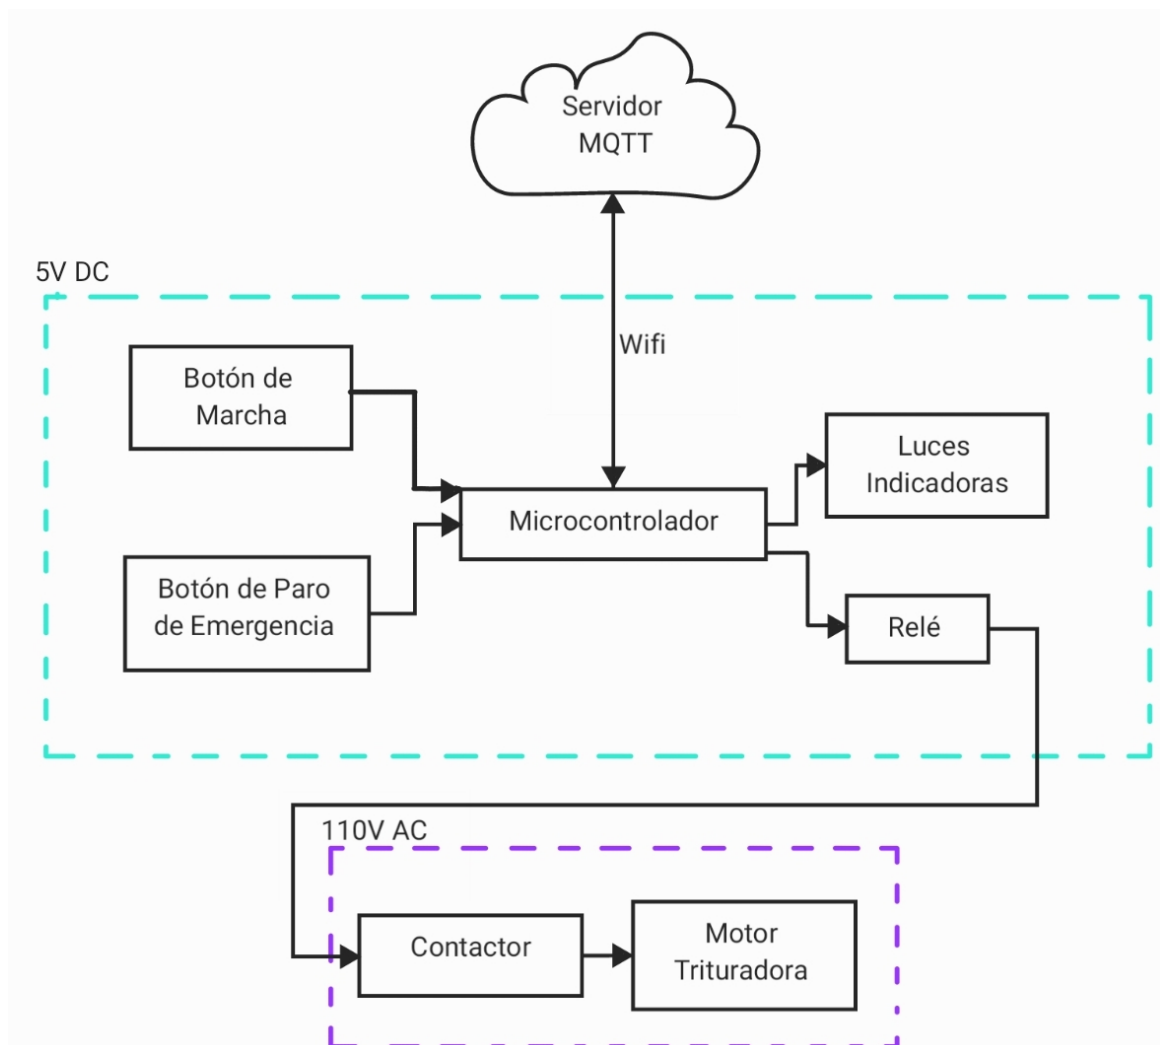 Servidor
MQTT
5V DC
Wifi
Botón de
Marcha
Luces
Indicadoras
Microcontrolador
Botón de Paro
de Emergencia
Relé
110V AC
Contactor
Motor
Trituradora